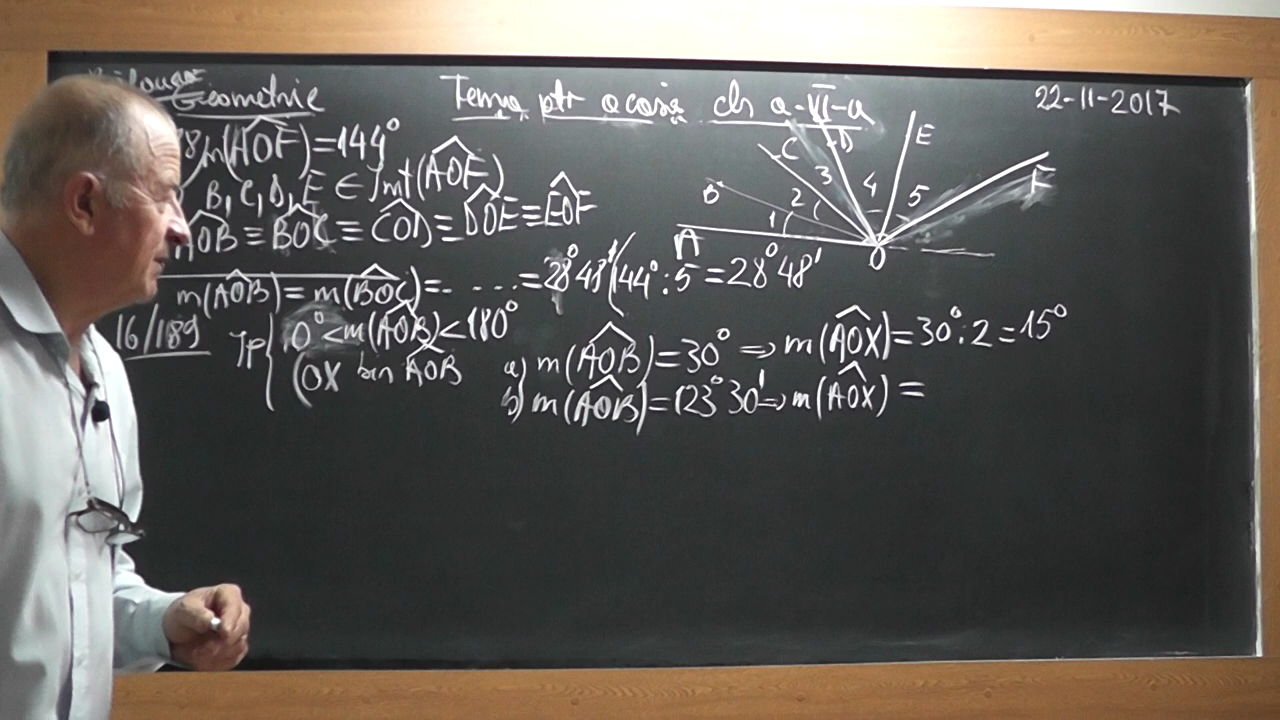 Geometrie
Tema ptr acasă cls a-VI-a
22-11-2017
m(AOF)=144°
B, C, D, E ∈ Int(AOF)
AOB ≡ BOC ≡ COD ≡ DOE ≡ EOF
m(AOB) = m(BOC) = . . . . = 28°48' (144° : 5 = 28°48'
A B C D E F O
1 2 3 4 5
16/189
Ip { 0° < m(AOB) < 180°
(OX bis AOB
a) m(AOB) = 30° ⇒ m(AOX) = 30° : 2 = 15°
b) m(AOB) = 123°30' ⇒ m(AOX) =